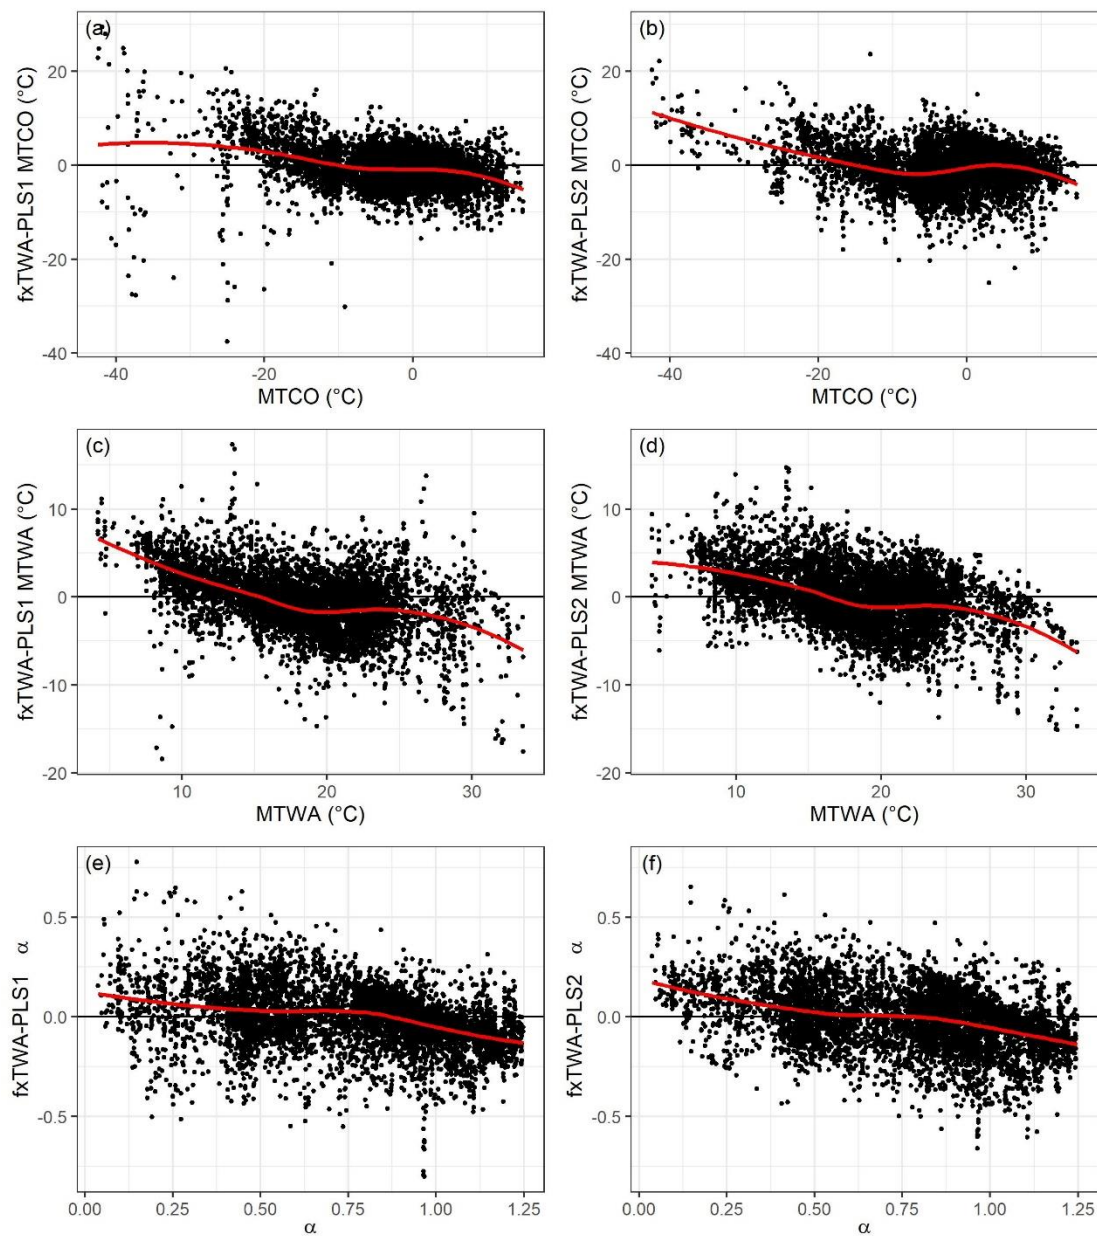 (a)
(b)
fxTWA-PLS1 MTCO (°C)
20
0
-20
-40
-40
-20
0
MTCO (°C)
fxTWA-PLS2 MTCO (°C)
20
0
-20
-40
-40
-20
0
MTCO (°C)
(c)
(d)
fxTWA-PLS1 MTWA (°C)
10
0
-10
-20
10
20
30
MTWA (°C)
fxTWA-PLS2 MTWA (°C)
10
0
-10
-20
10
20
30
MTWA (°C)
(e)
(f)
fxTWA-PLS1 α
0.5
0.0
-0.5
0.00
0.25
0.50
0.75
1.00
1.25
α
fxTWA-PLS2 α
0.5
0.0
-0.5
0.00
0.25
0.50
0.75
1.00
1.25
α